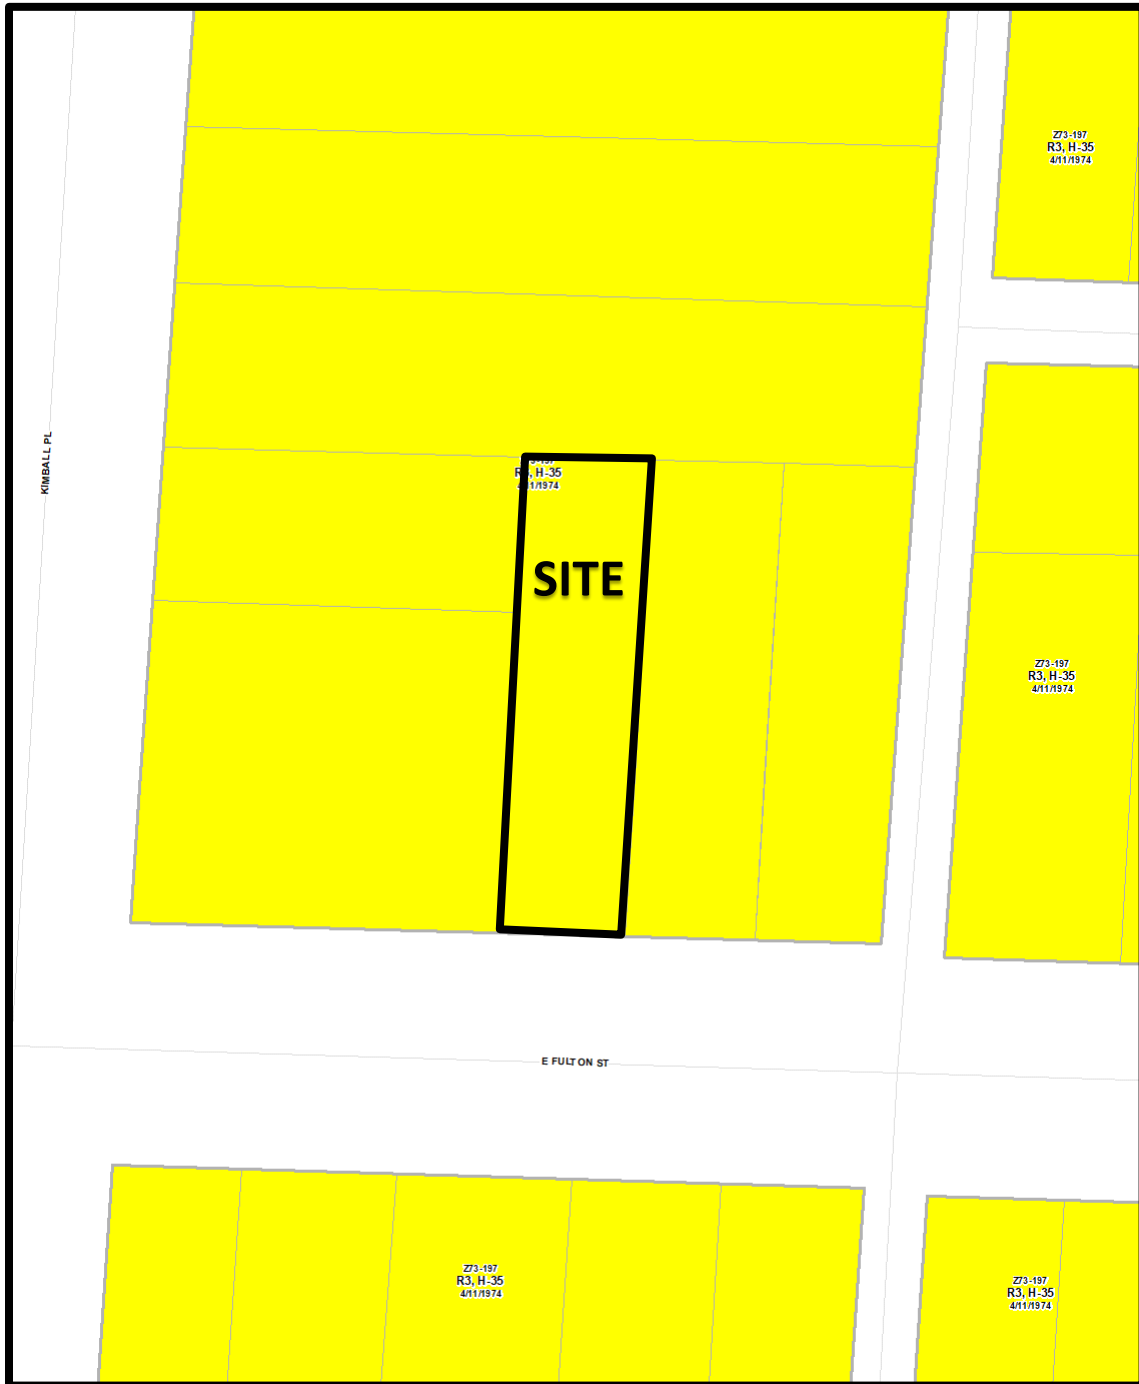 Z73-197
R3, H-35
4/11/1974
KIMBALL PL
H-35
SITE
Z73-197
R3, H-35
4/11/1974
E FULTON ST
Z73-197
R3, H-35
4/11/1974
Z73-197
R3, H-35
4/11/1974